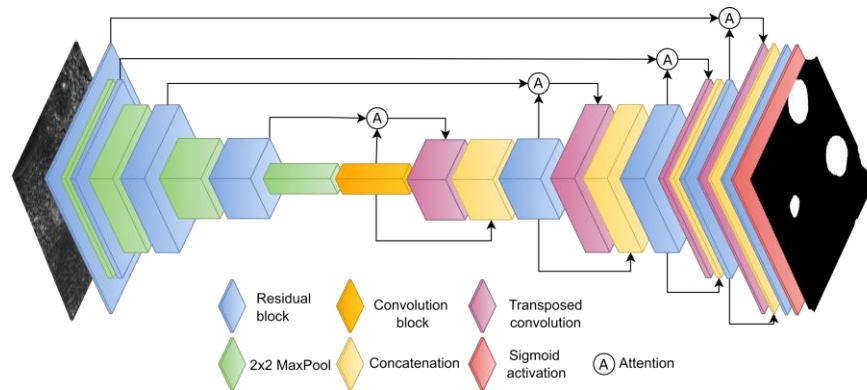 A
A
A
A
Residual
block
Convolution
block
Transposed
convolution
2x2 MaxPool
Concatenation
Sigmoid
activation
A Attention